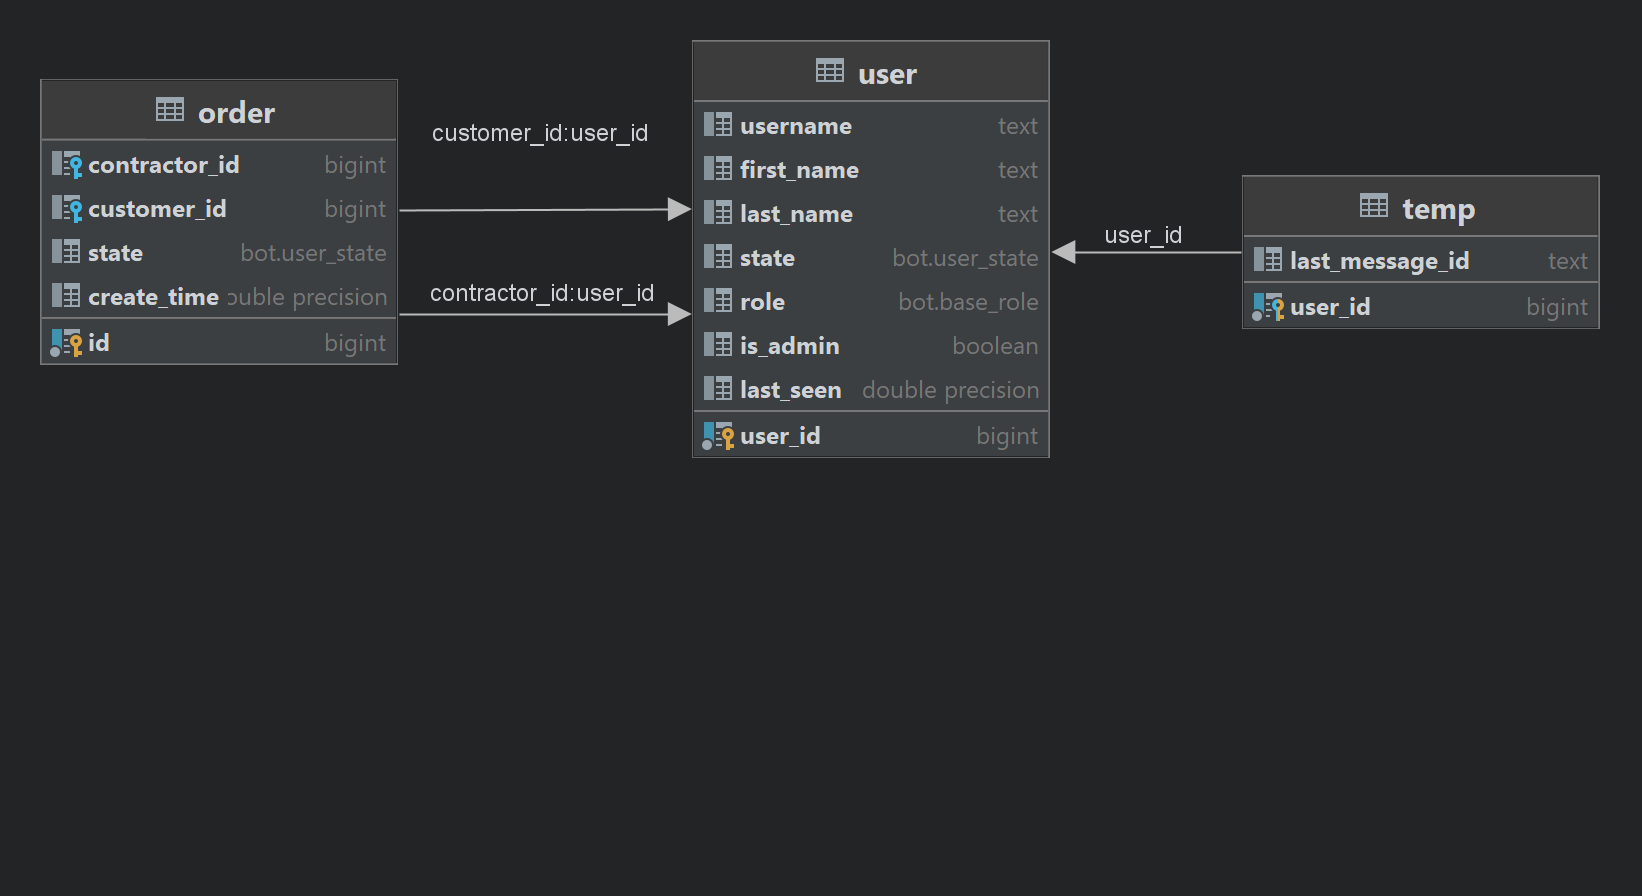 order
contractor_id bigint
customer_id bigint
state bot.user_state
create_time ouble precision
id bigint
customer_id:user_id
contractor_id:user_id
user
username text
first_name text
last_name text
state bot.user_state
role bot.base_role
is_admin boolean
last_seen double precision
user_id bigint
user_id
temp
last_message_id text
user_id bigint